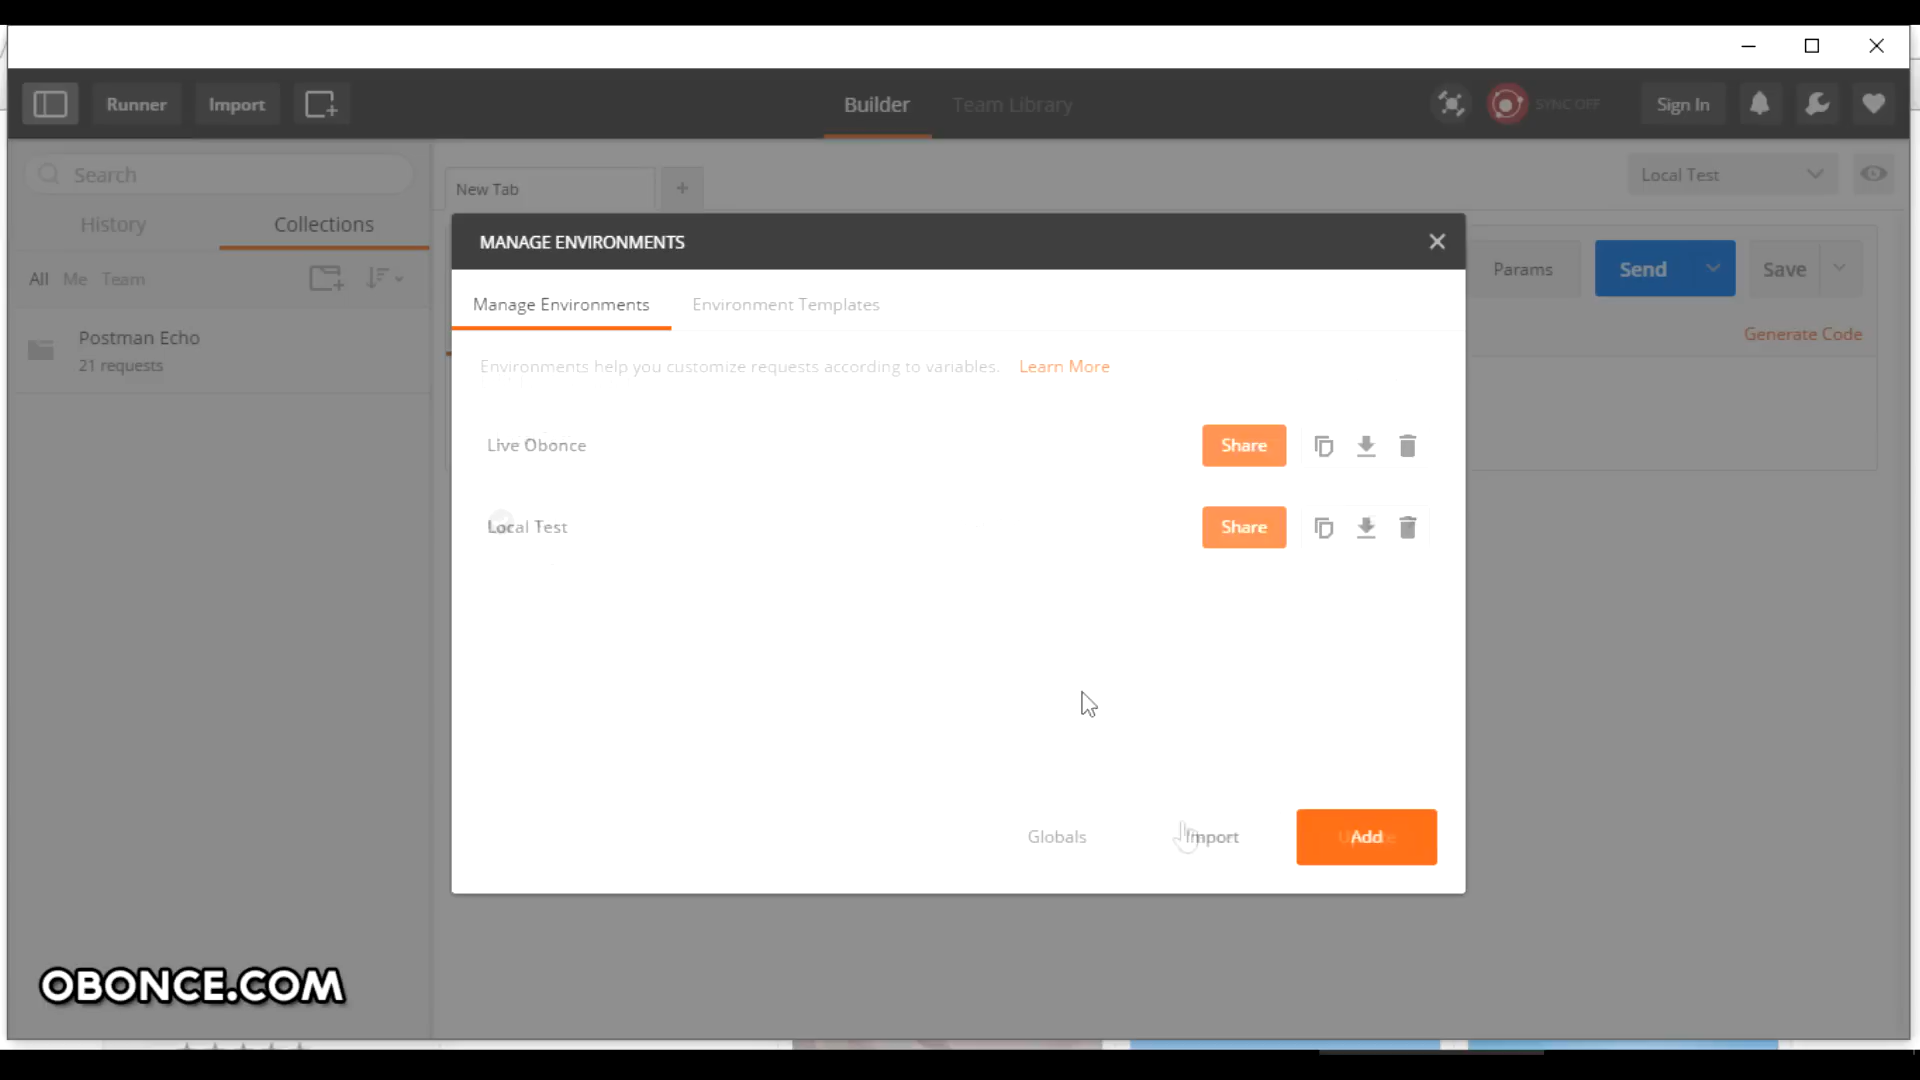 Runner
Import
Builder
Team Library
SYNC OFF
Sign In
Search
History
Collections
All
Me
Team
Postman Echo
21 requests
New Tab
+
Local Test
Params
Send
Save
Generate Code
MANAGE ENVIRONMENTS
Manage Environments
Environment Templates
Environments help you customize requests according to variables. Learn More
Live Obonce
Share
Local Test
Share
Globals
Import
Add
OBONCE.COM